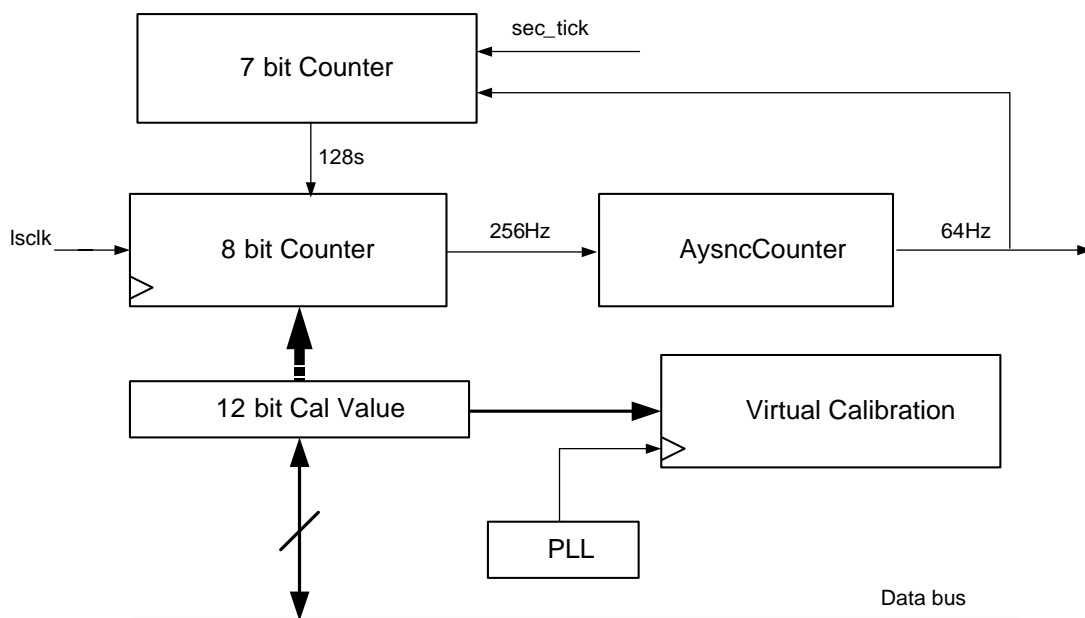 sec_tick
7 bit Counter
128s
lsclk
8 bit Counter
256Hz
AysncCounter
64Hz
12 bit Cal Value
Virtual Calibration
PLL
Data bus